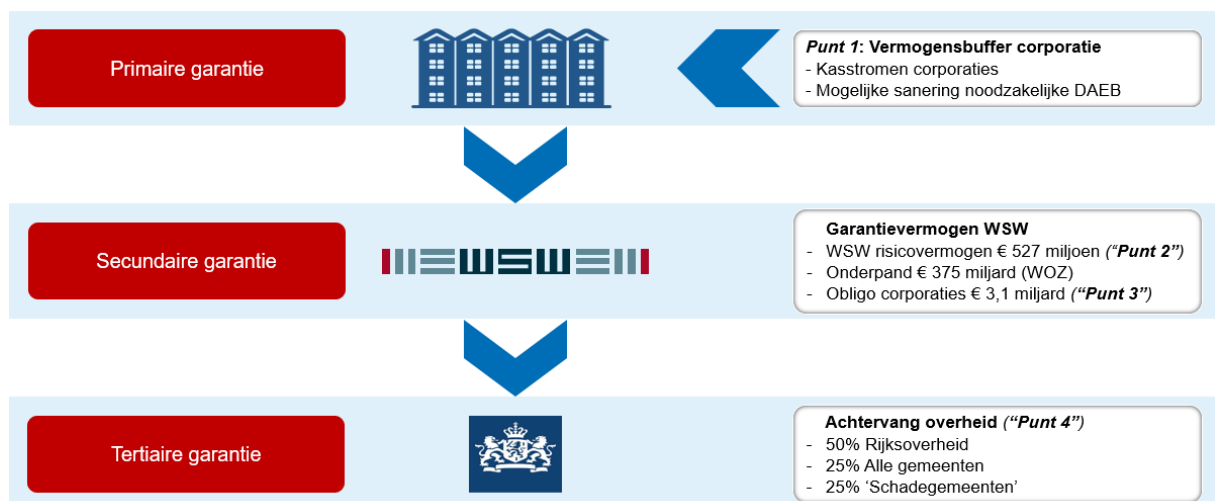 Primaire garantie
Punt 1: Vermogensbuffer corporatie
- Kasstromen corporaties
- Mogelijke sanering noodzakelijke DAEB
Secundaire garantie
WSW
Garantievermogen WSW
- WSW risicovermogen € 527 miljoen (“Punt 2”)
- Onderpand € 375 miljard (WOZ)
- Obligo corporaties € 3,1 miljard (“Punt 3”)
Tertiaire garantie
Achtervang overheid (“Punt 4”)
- 50% Rijksoverheid
- 25% Alle gemeenten
- 25% ‘Schadegemeenten’